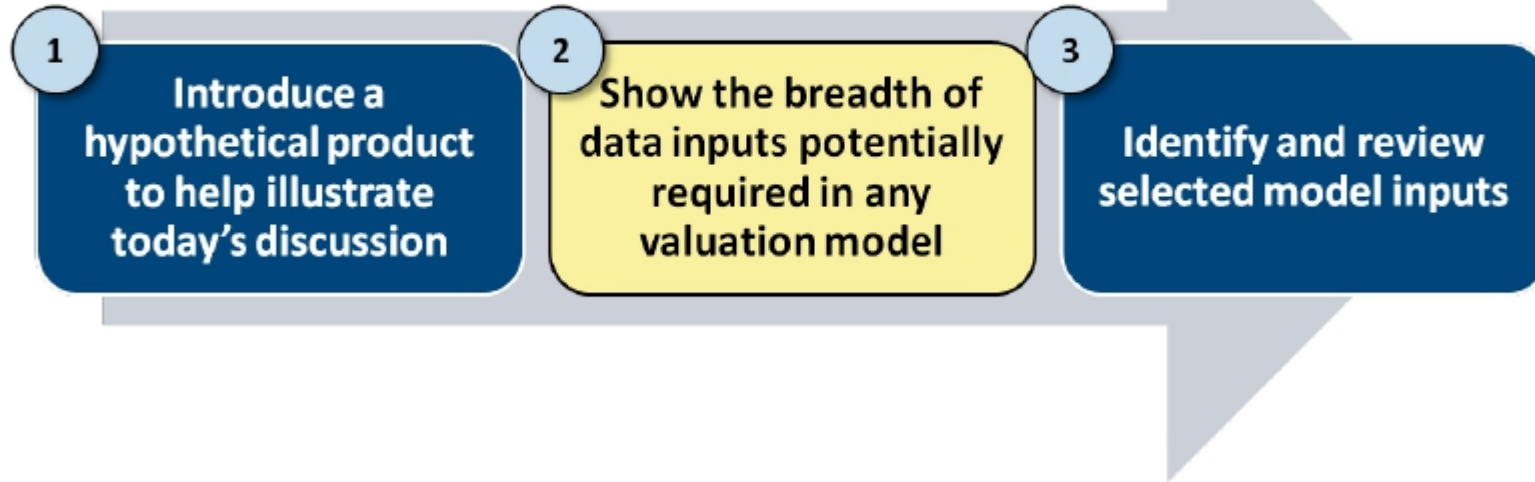 1
Introduce a
hypothetical product
to help illustrate
today's discussion
2
Show the breadth of
data inputs potentially
required in any
valuation model
3
Identify and review
selected model inputs